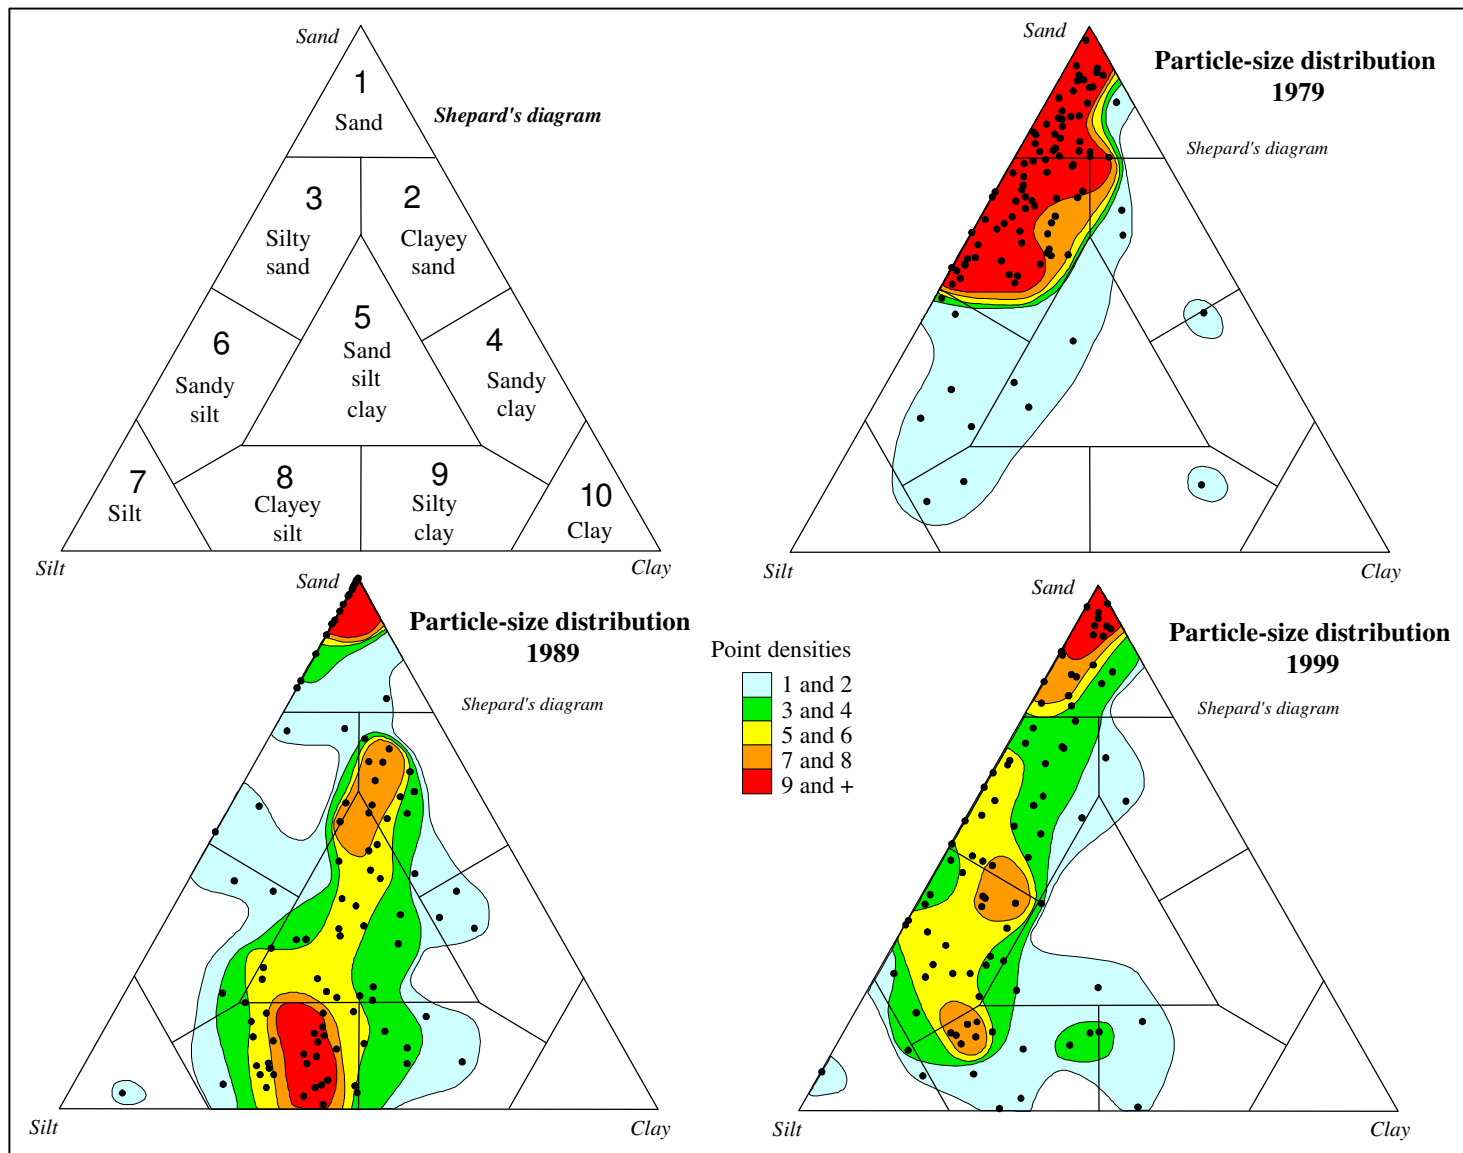 Sand
1
Sand
Shepard's diagram
3
Silty
sand
2
Clayey
sand
6
Sandy
silt
5
Sand
silt
clay
4
Sandy
clay
7
Silt
8
Clayey
silt
9
Silty
clay
10
Clay
Silt
Clay
Sand
Particle-size distribution
1979
Shepard's diagram
Silt
Clay
Sand
Particle-size distribution
1989
Shepard's diagram
Silt
Clay
Point densities
1 and 2
3 and 4
5 and 6
7 and 8
9 and +
Sand
Particle-size distribution
1999
Shepard's diagram
Silt
Clay